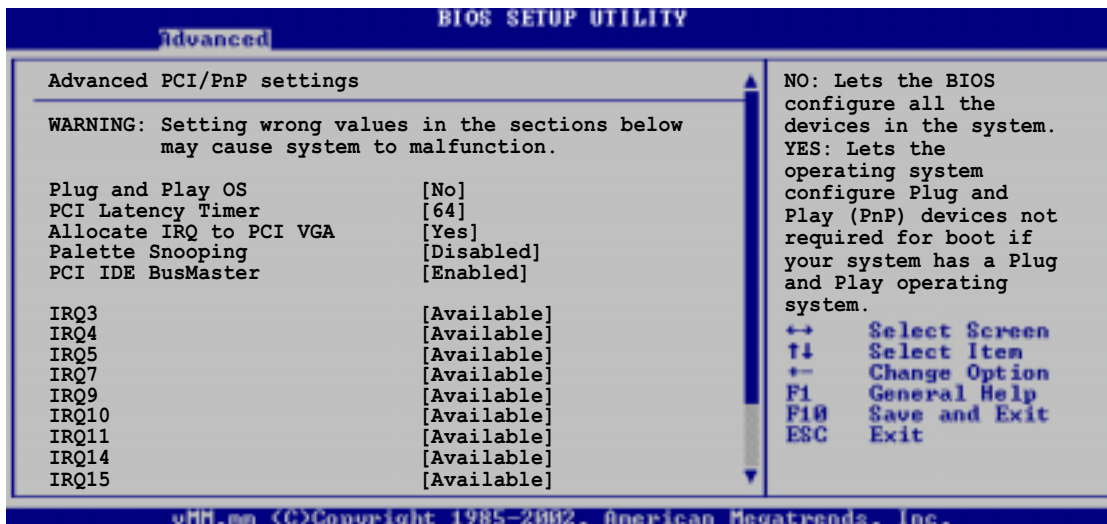 BIOS SETUP UTILITY
Advanced
Advanced PCI/PnP settings
WARNING: Setting wrong values in the sections below
may cause system to malfunction.
Plug and Play OS [No]
PCI Latency Timer [64]
Allocate IRQ to PCI VGA [Yes]
Palette Snooping [Disabled]
PCI IDE BusMaster [Enabled]
IRQ3 [Available]
IRQ4 [Available]
IRQ5 [Available]
IRQ7 [Available]
IRQ9 [Available]
IRQ10 [Available]
IRQ11 [Available]
IRQ14 [Available]
IRQ15 [Available]
NO: Lets the BIOS
configure all the
devices in the system.
YES: Lets the
operating system
configure Plug and
Play (PnP) devices not
required for boot if
your system has a Plug
and Play operating
system.
↔ Select Screen
↑↓ Select Item
+- Change Option
F1 General Help
F10 Save and Exit
ESC Exit
vMM.mm (C)Copyright 1985-2002, American Megatrends, Inc.